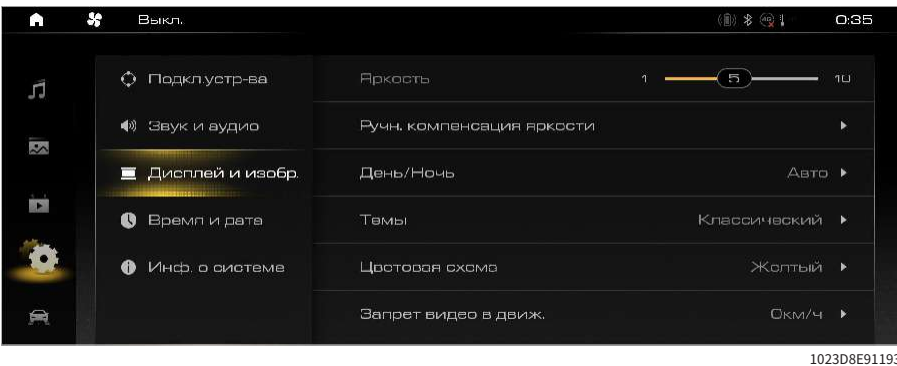 Выкл. 0:35
Подкл.устр-ва
Звук и аудио
Дисплей и изобр.
Время и дата
Инф. о системе
Яркость 1 5 10
Ручн. компенсация яркости
День/Ночь Авто
Темы Классический
Цветовая схема Желтый
Запрет видео в движ. 0км/ч
1023D8E91193